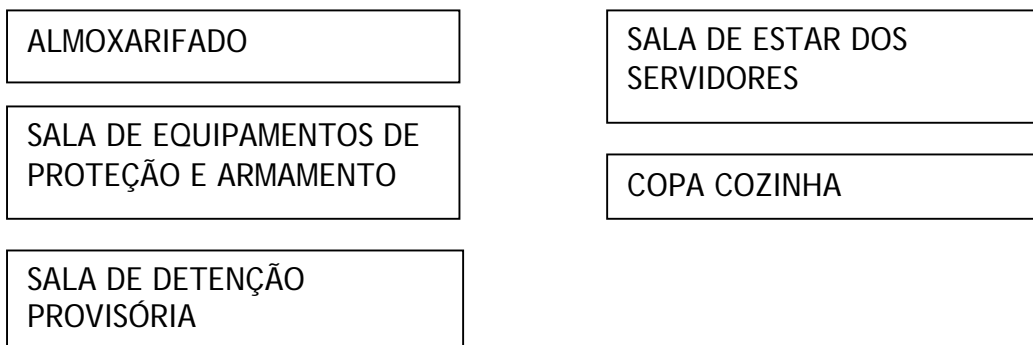 ALMOXARIFADO
SALA DE EQUIPAMENTOS DE
PROTEÇÃO E ARMAMENTO
SALA DE DETENÇÃO
PROVISÓRIA
SALA DE ESTAR DOS
SERVIDORES
COPA COZINHA